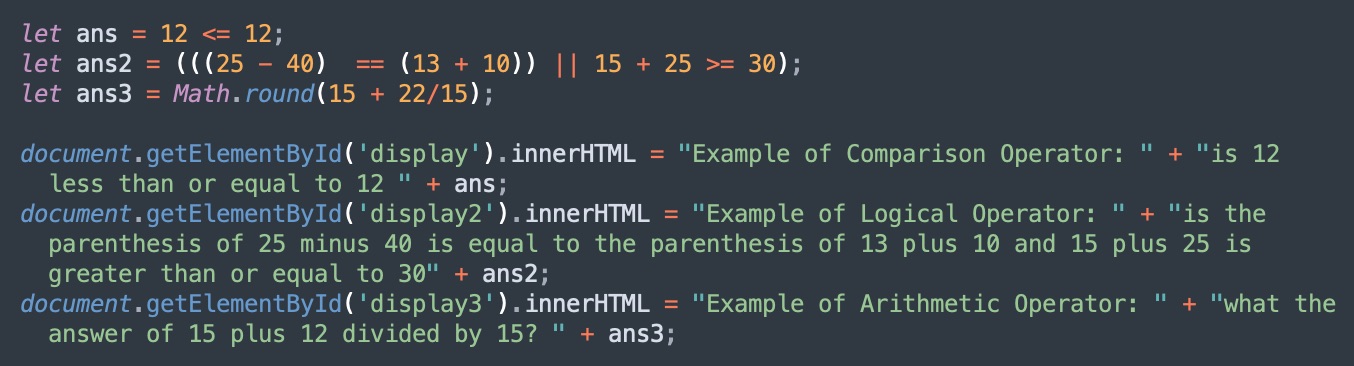 let ans = 12 <= 12;
let ans2 = (((25 - 40)  == (13 + 10)) || 15 + 25 >= 30);
let ans3 = Math.round(15 + 22/15);

document.getElementById('display').innerHTML = "Example of Comparison Operator: " + "is 12
  less than or equal to 12 " + ans;
document.getElementById('display2').innerHTML = "Example of Logical Operator: " + "is the
  parenthesis of 25 minus 40 is equal to the parenthesis of 13 plus 10 and 15 plus 25 is
  greater than or equal to 30" + ans2;
document.getElementById('display3').innerHTML = "Example of Arithmetic Operator: " + "what the
  answer of 15 plus 12 divided by 15? " + ans3;